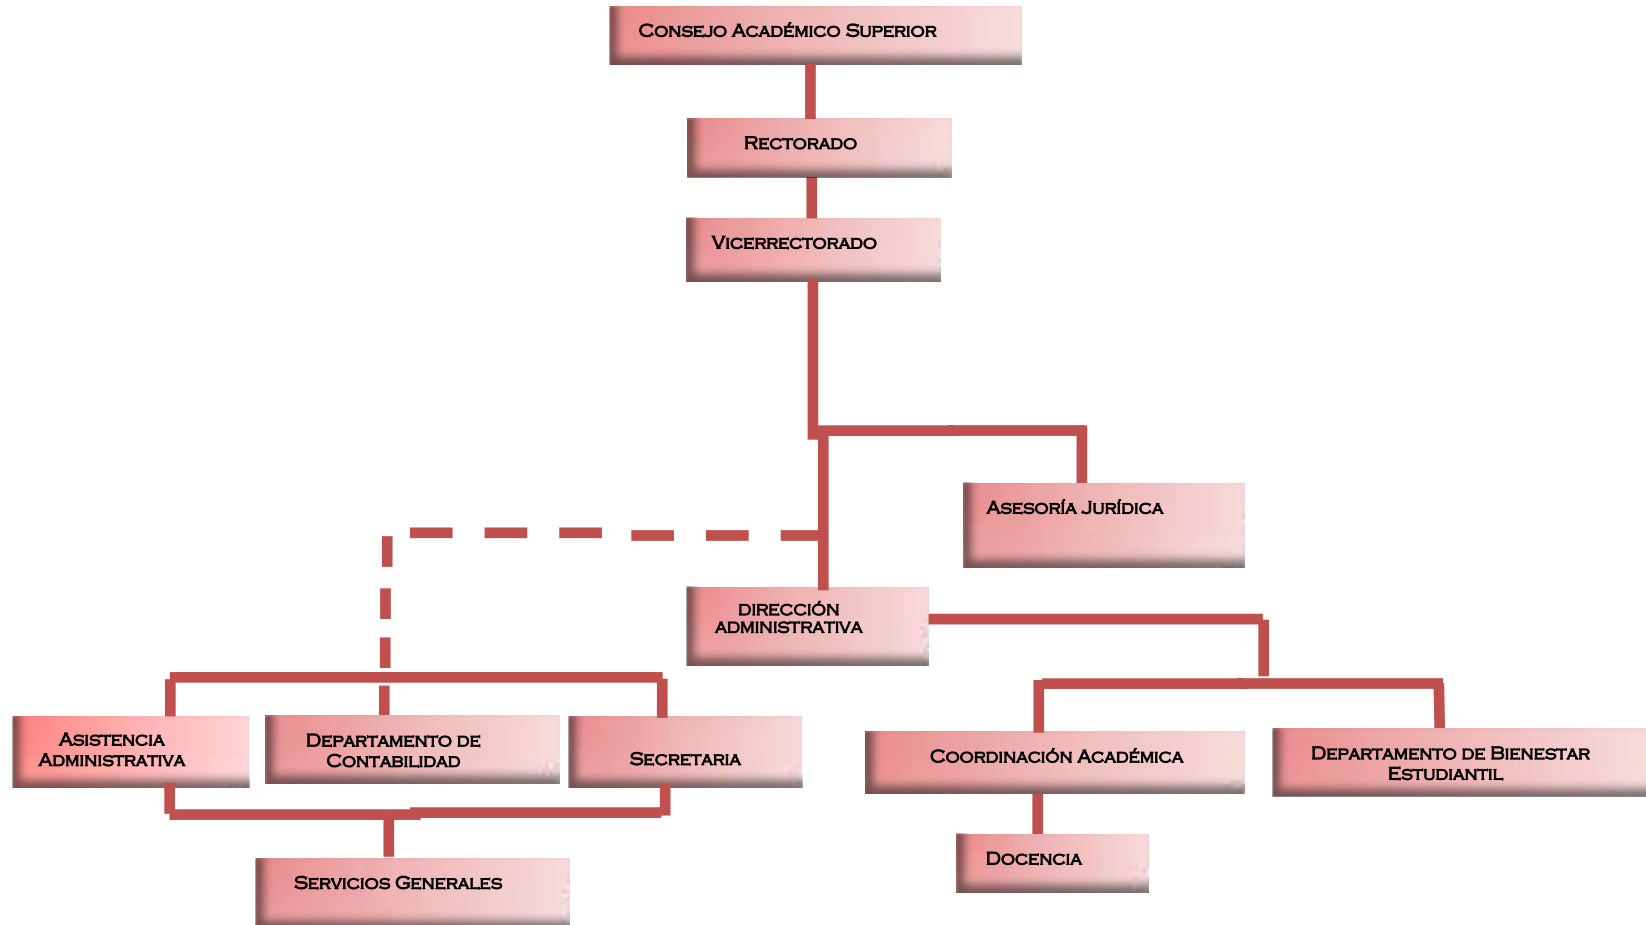 Consejo Académico Superior
Rectorado
Vicerrectorado
Asesoría Jurídica
DIRECCIÓN
ADMINISTRATIVA
Asistencia
Administrativa
Departamento de
Contabilidad
Secretaria
Coordinación Académica
Departamento de Bienestar
Estudiantil
Docencia
Servicios Generales